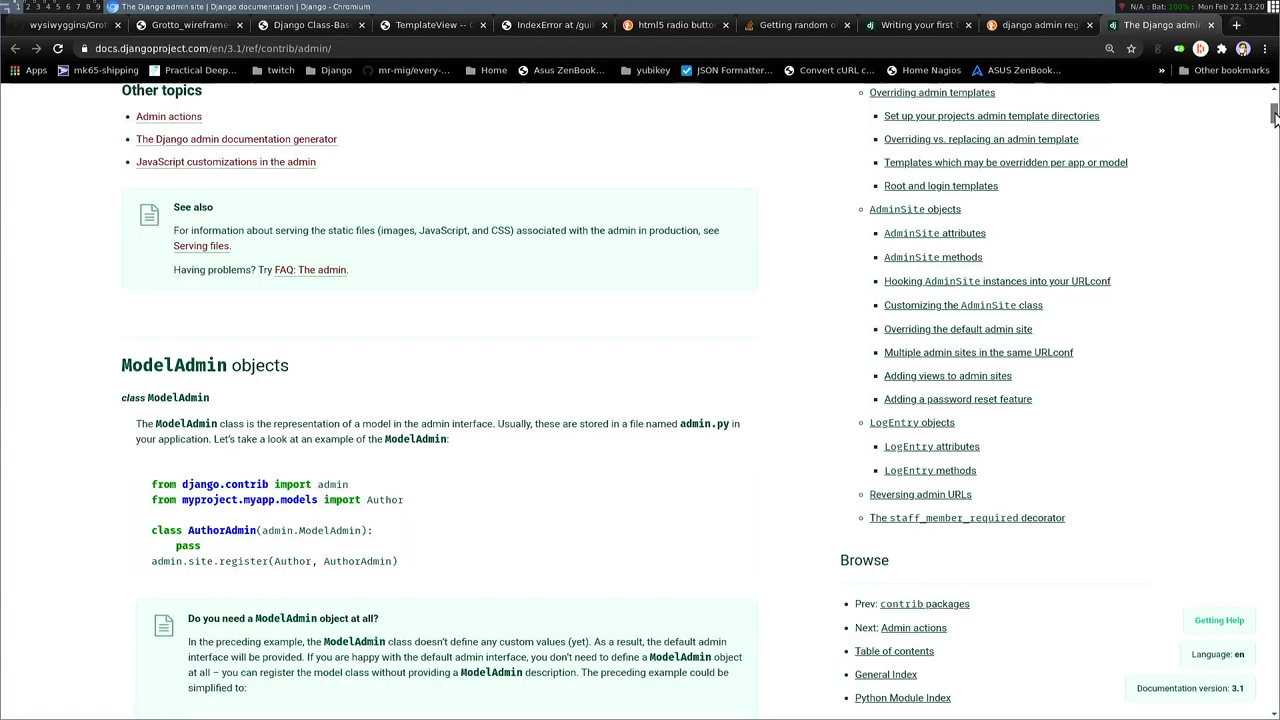 1 2 3 4 5 6 7 8 9 The Django admin site | Django documentation | Django - Chromium
N/A
Bat: 100%
Mon Feb 22, 13:20
wysiwyggins/Grott
Grotto_wireframes
Django Class-Base
TemplateView –
IndexError at /guil
html5 radio button
Getting random o
Writing your first D
django admin reg
The Django admin
docs.djangoproject.com/en/3.1/ref/contrib/admin/
Apps
mk65-shipping
Practical Deep...
twitch
Django
mr-mig/every-...
Home
Asus ZenBook...
yubikey
JSON Formatter...
Convert cURL c...
Home Nagios
ASUS ZenBook...
»
Other bookmarks
Other topics
Admin actions
The Django admin documentation generator
JavaScript customizations in the admin
See also
For information about serving the static files (images, JavaScript, and CSS) associated with the admin in production, see
Serving files.
Having problems? Try FAQ: The admin.
ModelAdmin objects
class ModelAdmin
The ModelAdmin class is the representation of a model in the admin interface. Usually, these are stored in a file named admin.py in
your application. Let's take a look at an example of the ModelAdmin:
from django.contrib import admin
from myproject.myapp.models import Author
class AuthorAdmin(admin.ModelAdmin):
pass
admin.site.register(Author, AuthorAdmin)
Do you need a ModelAdmin object at all?
In the preceding example, the ModelAdmin class doesn't define any custom values (yet). As a result, the default admin
interface will be provided. If you are happy with the default admin interface, you don't need to define a ModelAdmin object
at all – you can register the model class without providing a ModelAdmin description. The preceding example could be
simplified to:
Overriding admin templates
Set up your projects admin template directories
Overriding vs. replacing an admin template
Templates which may be overridden per app or model
Root and login templates
AdminSite objects
AdminSite attributes
AdminSite methods
Hooking AdminSite instances into your URLconf
Customizing the AdminSite class
Overriding the default admin site
Multiple admin sites in the same URLconf
Adding views to admin sites
Adding a password reset feature
LogEntry objects
LogEntry attributes
LogEntry methods
Reversing admin URLs
The staff_member_required decorator
Browse
Prev: contrib packages
Next: Admin actions
Table of contents
General Index
Python Module Index
Getting Help
Language: en
Documentation version: 3.1